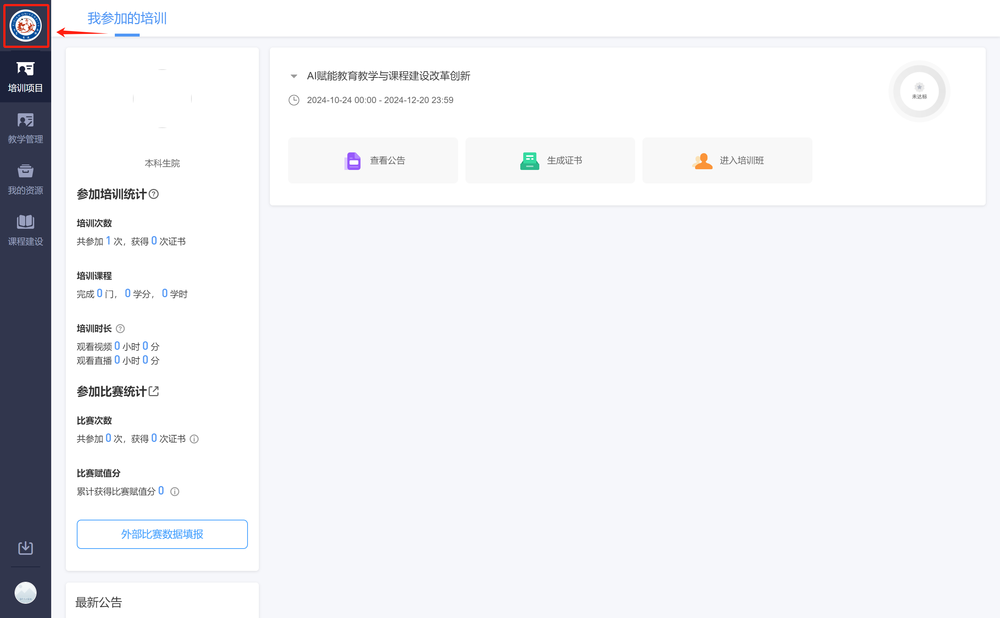 XIDIAN UNIVERSITY
我参加的培训
培训项目
教学管理
我的资源
课程建设
本科生院
参加培训统计
培训次数
共参加 1 次，获得 0 次证书
培训课程
完成 0 门， 0 学分， 0 学时
培训时长
观看视频 0 小时 0 分
观看直播 0 小时 0 分
参加比赛统计
比赛次数
共参加 0 次，获得 0 次证书
比赛赋值分
累计获得比赛赋值分 0
外部比赛数据填报
最新公告
AI赋能教育教学与课程建设改革创新
2024-10-24 00:00 - 2024-12-20 23:59
未达标
查看公告
生成证书
进入培训班